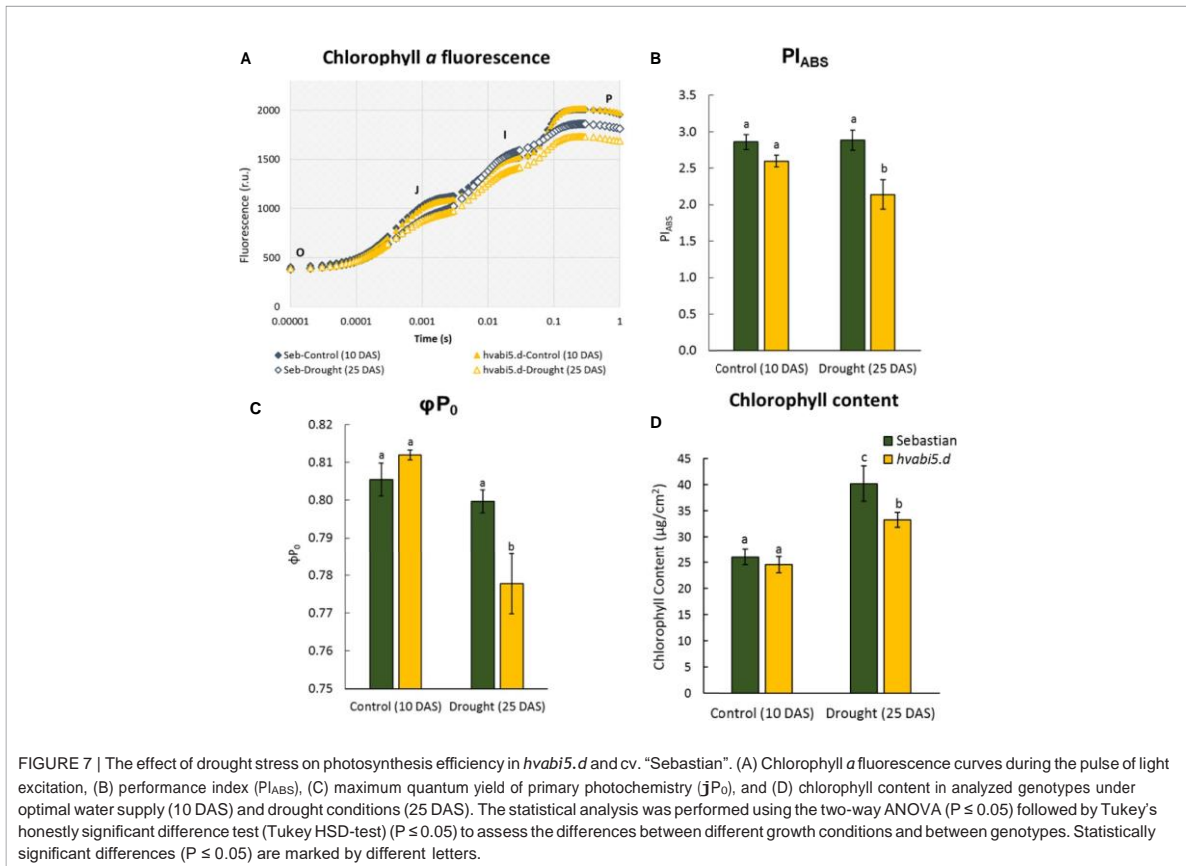 A
Chlorophyll a fluorescence
2000
1500
1000
500
0
Fluorescence (r.u.)
O
J
I
P
0.00001 0.0001 0.001 0.01 0.1 1
Time (s)
Seb-Control (10 DAS) hvabi5.d-Control (10 DAS)
Seb-Drought (25 DAS) hvabi5.d-Drought (25 DAS)
B
PIABS
3.5
3.0
2.5
2.0
1.5
1.0
0.5
0.0
PIABS
a a a b
Control (10 DAS) Drought (25 DAS)
C
φP0
0.82
0.81
0.80
0.79
0.78
0.77
0.76
0.75
ϕP0
a a a b
Control (10 DAS) Drought (25 DAS)
Chlorophyll content
D
Sebastian
hvabi5.d
45
40
35
30
25
20
15
10
5
0
Chlorophyll Content (µg/cm²)
a a c b
Control (10 DAS) Drought (25 DAS)
FIGURE 7 | The effect of drought stress on photosynthesis efficiency in hvabi5.d and cv. “Sebastian”. (A) Chlorophyll a fluorescence curves during the pulse of light
excitation, (B) performance index (PIABS), (C) maximum quantum yield of primary photochemistry (jP0), and (D) chlorophyll content in analyzed genotypes under
optimal water supply (10 DAS) and drought conditions (25 DAS). The statistical analysis was performed using the two-way ANOVA (P ≤ 0.05) followed by Tukey’s
honestly significant difference test (Tukey HSD-test) (P ≤ 0.05) to assess the differences between different growth conditions and between genotypes. Statistically
significant differences (P ≤ 0.05) are marked by different letters.